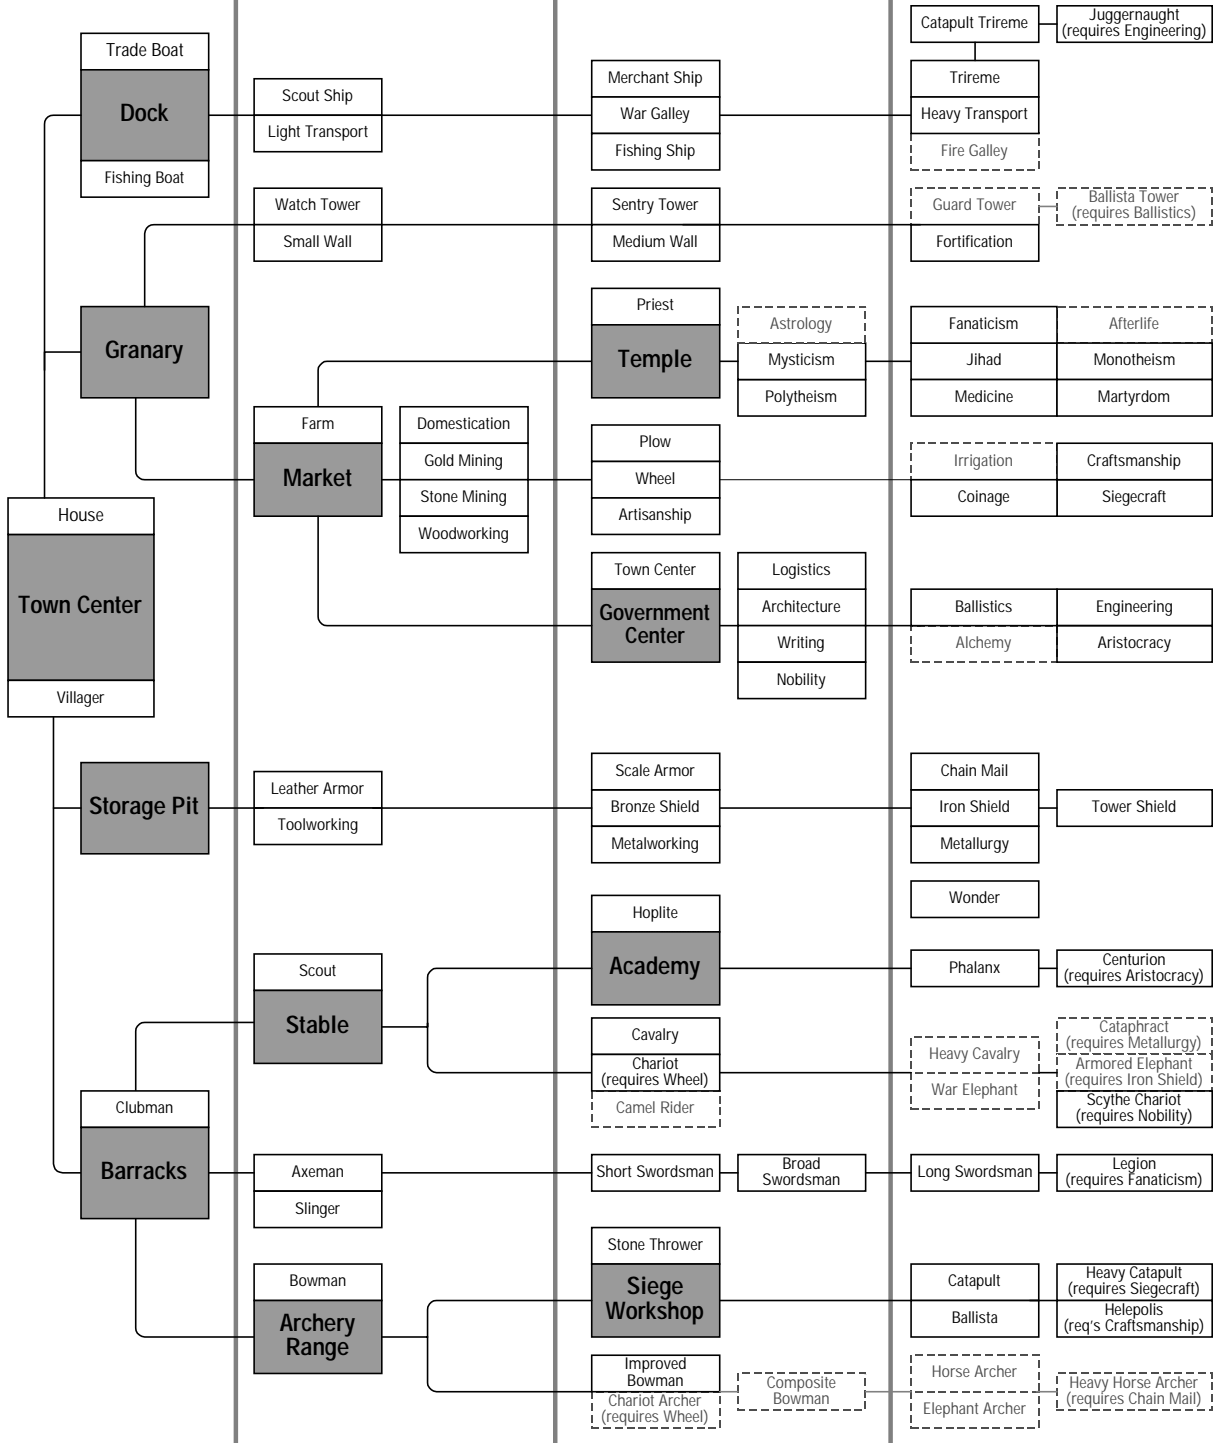 Catapult Trireme
Juggernaught
(requires Engineering)
Trade Boat
Dock
Fishing Boat
Scout Ship
Light Transport
Merchant Ship
War Galley
Fishing Ship
Trireme
Heavy Transport
Fire Galley
Watch Tower
Small Wall
Sentry Tower
Medium Wall
Guard Tower
Fortification
Ballista Tower
(requires Ballistics)
Granary
Priest
Temple
Astrology
Mysticism
Polytheism
Fanaticism
Jihad
Medicine
Afterlife
Monotheism
Martyrdom
Farm
Market
Domestication
Gold Mining
Stone Mining
Woodworking
Plow
Wheel
Artisanship
Irrigation
Coinage
Craftsmanship
Siegecraft
House
Town Center
Villager
Town Center
Government
Center
Logistics
Architecture
Writing
Nobility
Ballistics
Alchemy
Engineering
Aristocracy
Storage Pit
Leather Armor
Toolworking
Scale Armor
Bronze Shield
Metalworking
Chain Mail
Iron Shield
Metallurgy
Tower Shield
Wonder
Scout
Stable
Hoplite
Academy
Phalanx
Centurion
(requires Aristocracy)
Cavalry
Chariot
(requires Wheel)
Camel Rider
Heavy Cavalry
War Elephant
Cataphract
(requires Metallurgy)
Armored Elephant
(requires Iron Shield)
Scythe Chariot
(requires Nobility)
Clubman
Barracks
Axeman
Slinger
Short Swordsman
Broad
Swordsman
Long Swordsman
Legion
(requires Fanaticism)
Bowman
Archery
Range
Stone Thrower
Siege
Workshop
Catapult
Ballista
Heavy Catapult
(requires Siegecraft)
Helepolis
(req's Craftsmanship)
Improved
Bowman
Chariot Archer
(requires Wheel)
Composite
Bowman
Horse Archer
Elephant Archer
Heavy Horse Archer
(requires Chain Mail)